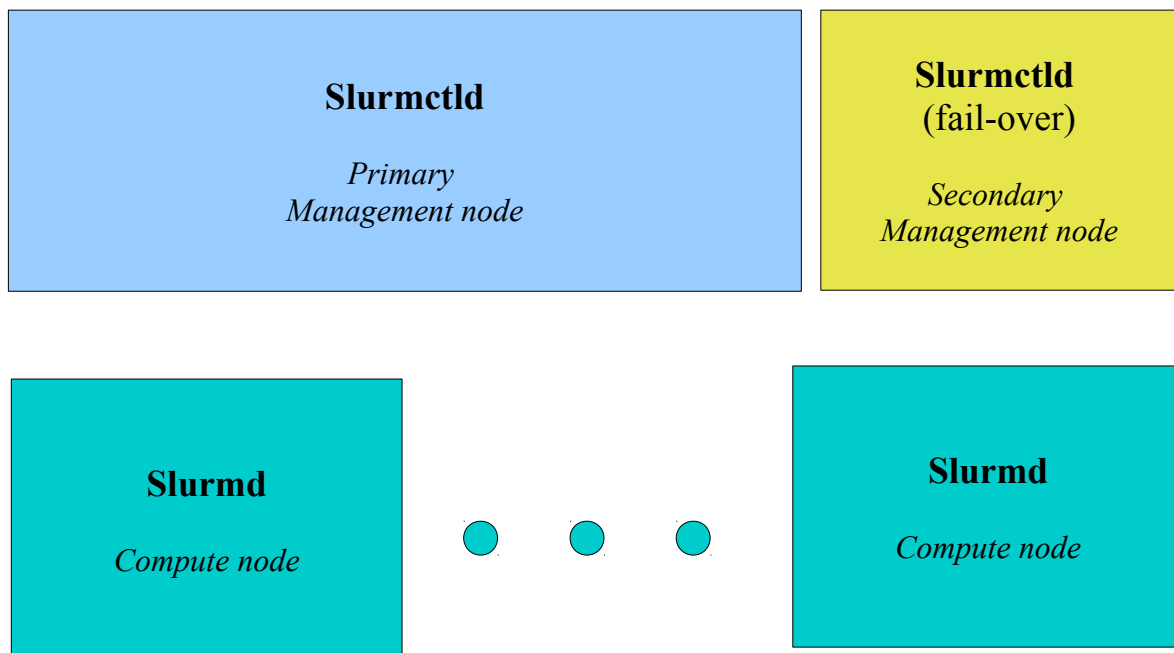 Slurmctld
Primary
Management node
Slurmctld
(fail-over)
Secondary
Management node
Slurmd
Compute node
Slurmd
Compute node